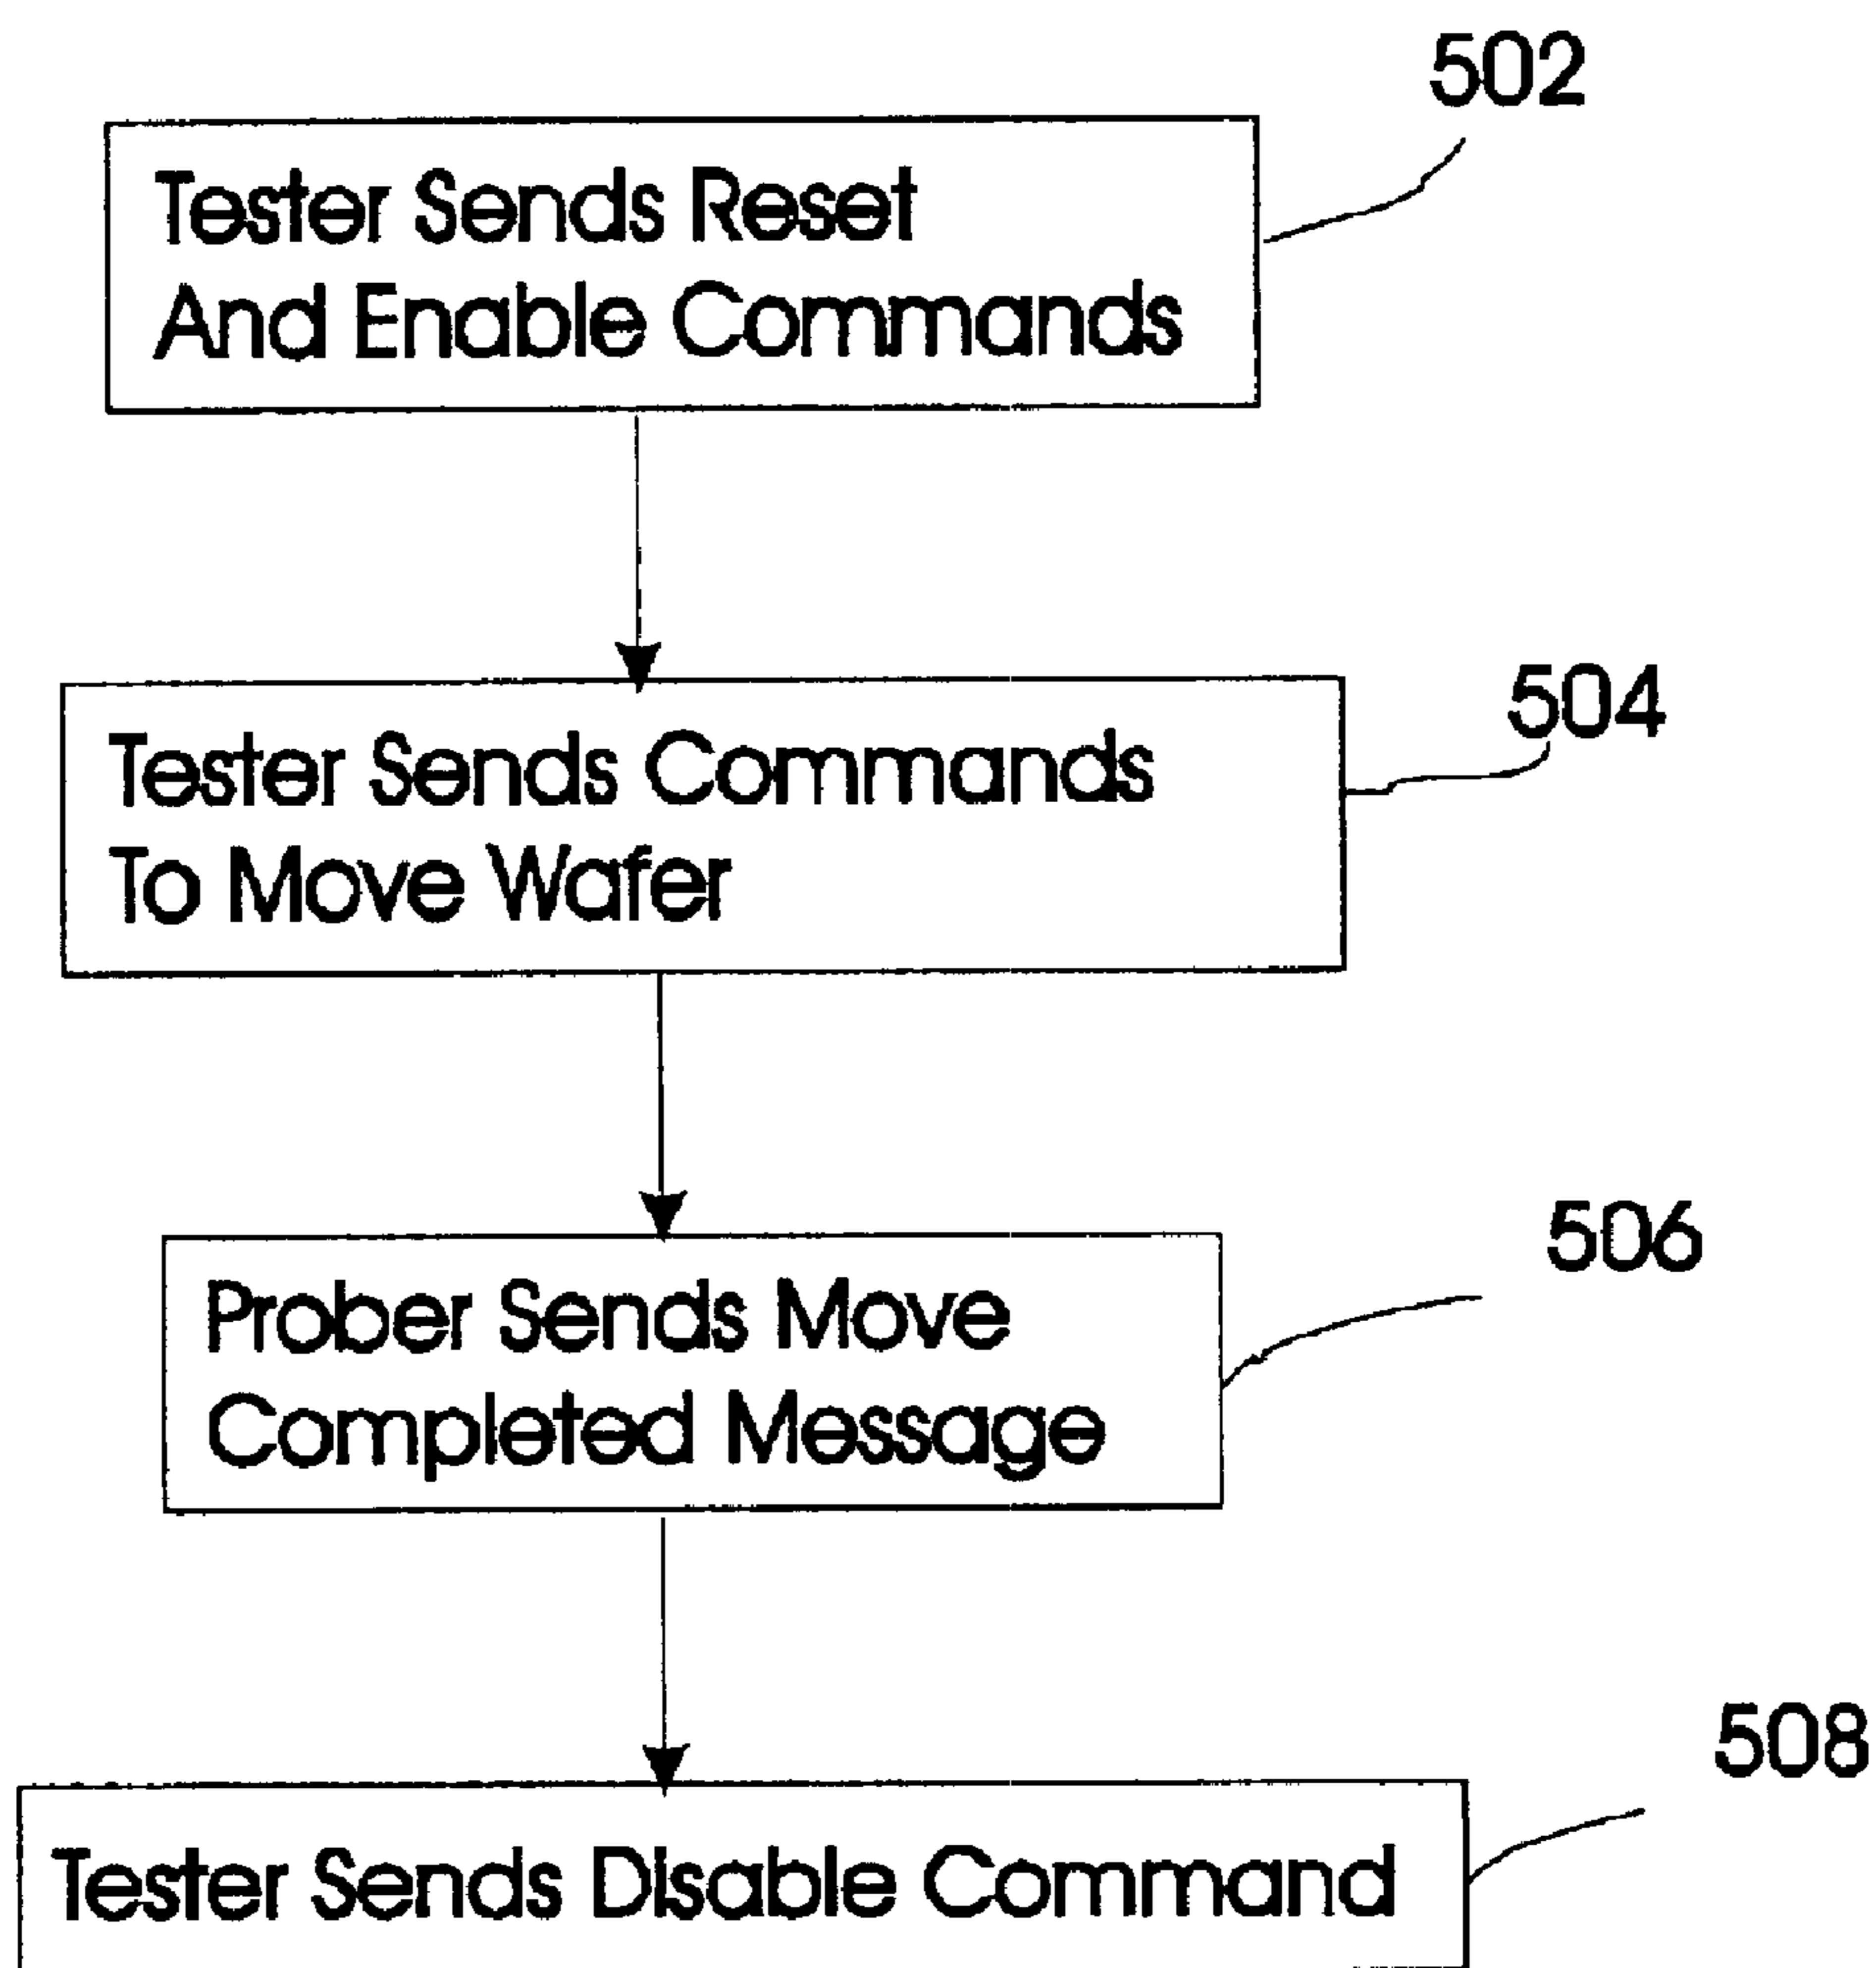 502
Tester Sends Reset
And Enable Commands
504
Tester Sends Commands
To Move Wafer
506
Prober Sends Move
Completed Message
508
Tester Sends Disable Command